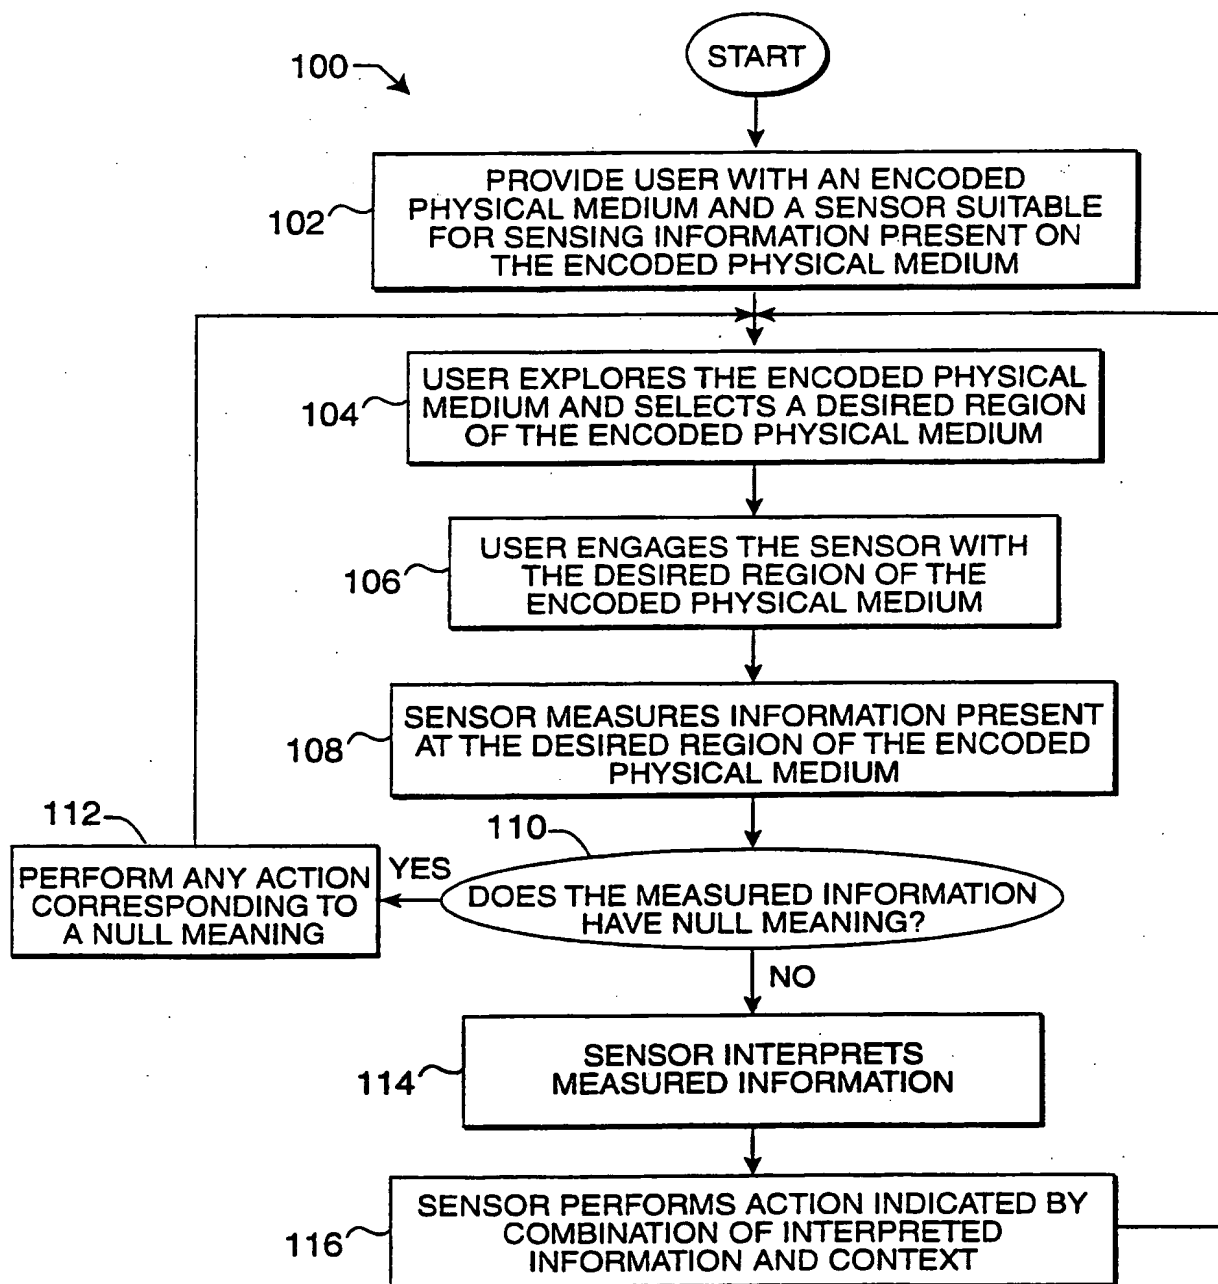 START
100
PROVIDE USER WITH AN ENCODED
PHYSICAL MEDIUM AND A SENSOR SUITABLE
FOR SENSING INFORMATION PRESENT ON
THE ENCODED PHYSICAL MEDIUM
102
USER EXPLORES THE ENCODED PHYSICAL
MEDIUM AND SELECTS A DESIRED REGION
OF THE ENCODED PHYSICAL MEDIUM
104
USER ENGAGES THE SENSOR WITH
THE DESIRED REGION OF THE
ENCODED PHYSICAL MEDIUM
106
SENSOR MEASURES INFORMATION PRESENT
AT THE DESIRED REGION OF THE ENCODED
PHYSICAL MEDIUM
108
110
DOES THE MEASURED INFORMATION
HAVE NULL MEANING?
YES
112
PERFORM ANY ACTION
CORRESPONDING TO
A NULL MEANING
NO
SENSOR INTERPRETS
MEASURED INFORMATION
114
SENSOR PERFORMS ACTION INDICATED BY
COMBINATION OF INTERPRETED
INFORMATION AND CONTEXT
116